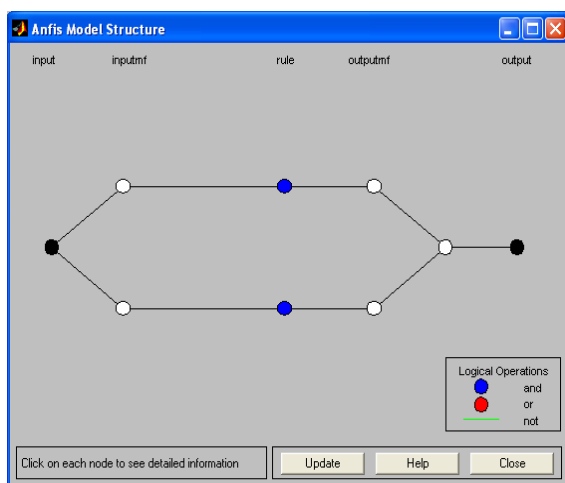 Anfis Model Structure
input inputmf rule outputmf output
Logical Operations
and
or
not
Click on each node to see detailed information
Update Help Close